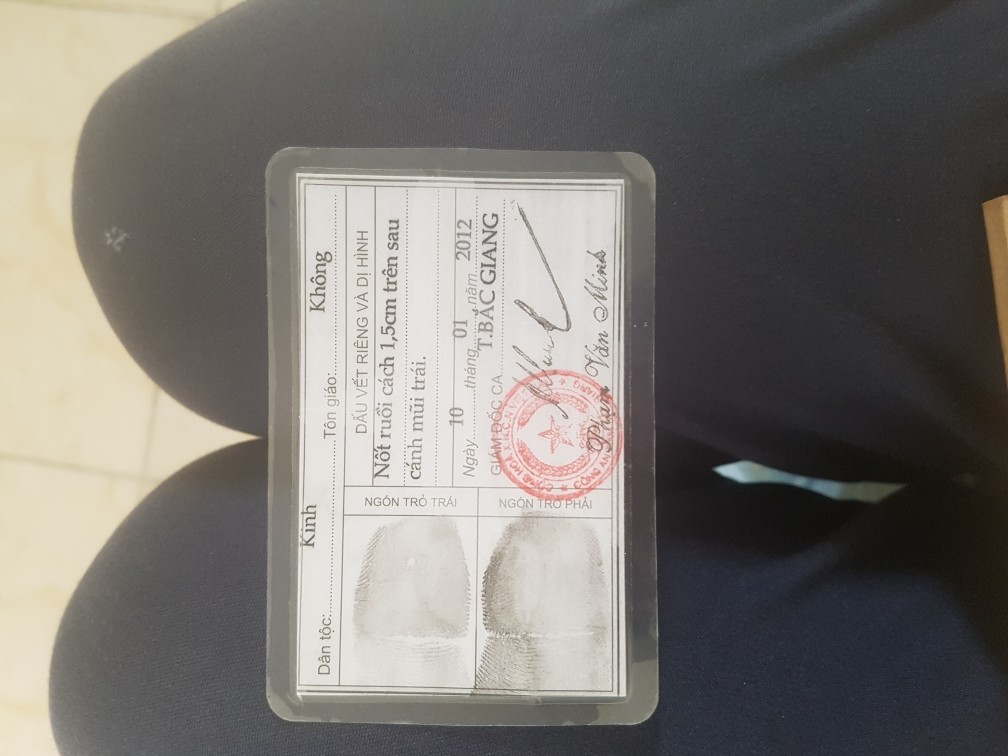 Dân tộc:......Kinh......Tôn giáo:......Không......
DẤU VẾT RIÊNG VÀ DỊ HÌNH
Nốt ruồi cách 1,5cm trên sau
cánh mũi trái.
Ngày...10...tháng...01...năm...2012
GIÁM ĐỐC CA...T.BẮC GIANG
Phạm Văn Minh
NGÓN TRỎ TRÁI
NGÓN TRỎ PHẢI